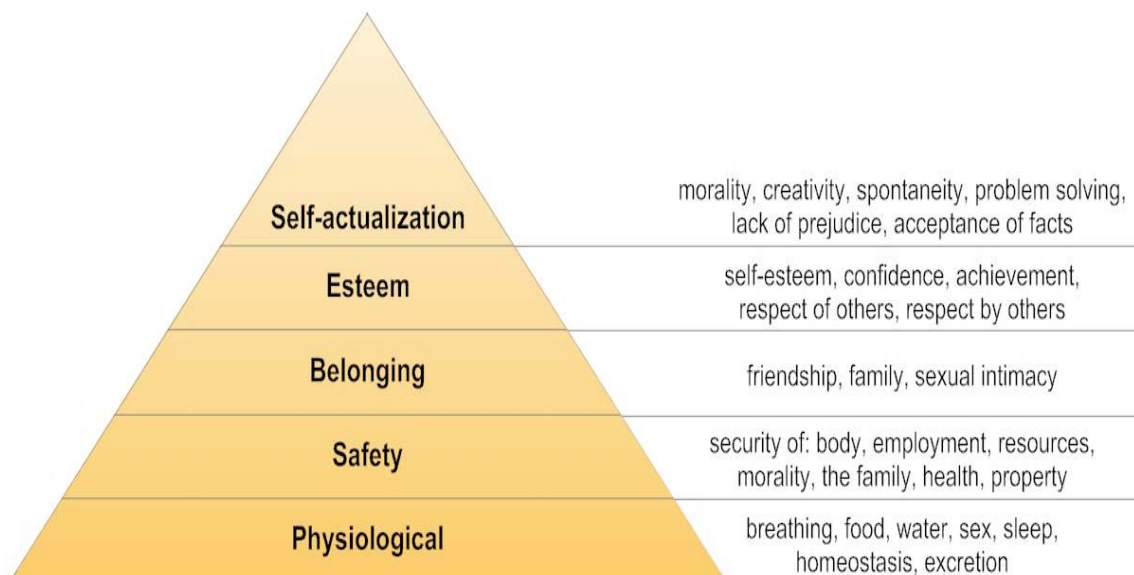 Self-actualization
morality, creativity, spontaneity, problem solving,
lack of prejudice, acceptance of facts
Esteem
self-esteem, confidence, achievement,
respect of others, respect by others
Belonging
friendship, family, sexual intimacy
Safety
security of: body, employment, resources,
morality, the family, health, property
Physiological
breathing, food, water, sex, sleep,
homeostasis, excretion